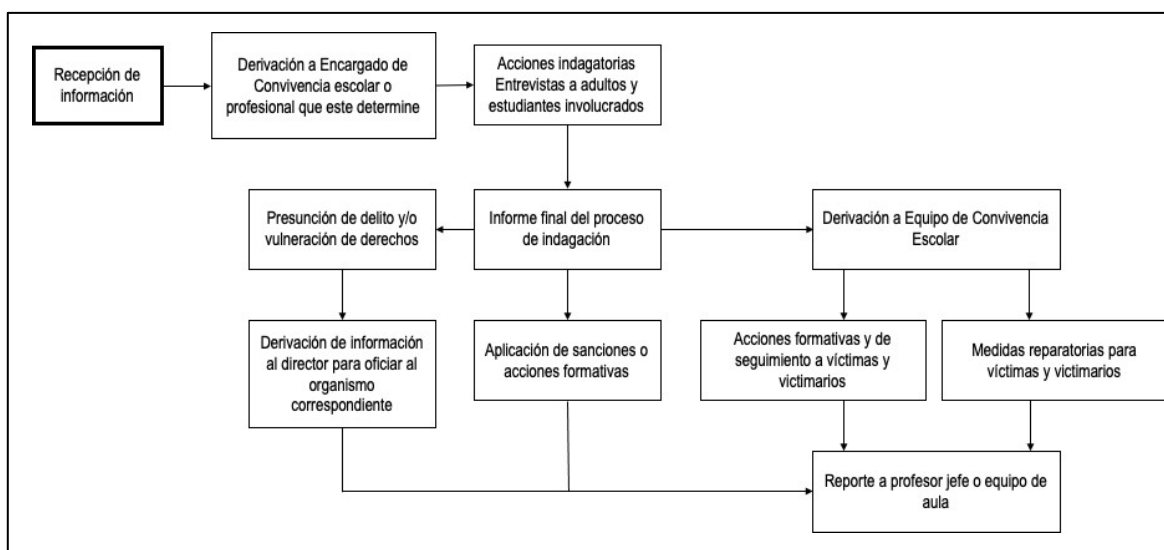 Recepción de
información
Derivación a Encargado de
Convivencia escolar o
profesional que este determine
Acciones indagatorias
Entrevistas a adultos y
estudiantes involucrados
Presunción de delito y/o
vulneración de derechos
Informe final del proceso
de indagación
Derivación a Equipo de Convivencia
Escolar
Derivación de información
al director para oficiar al
organismo
correspondiente
Aplicación de sanciones o
acciones formativas
Acciones formativas y de
seguimiento a víctimas y
victimarios
Medidas reparatorias para
víctimas y victimarios
Reporte a profesor jefe o equipo de
aula